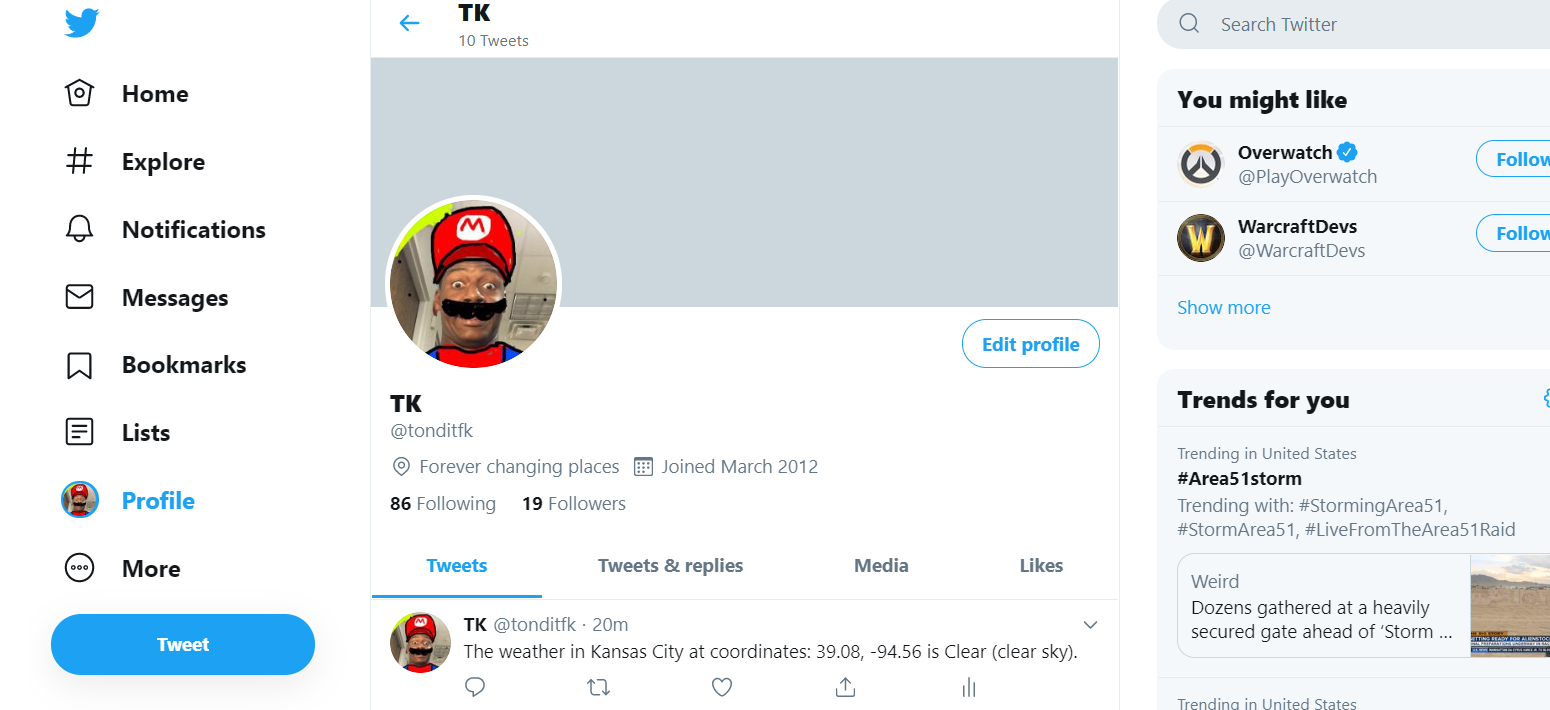 TK
10 Tweets
Search Twitter
Home
Explore
Notifications
Messages
Bookmarks
Lists
Profile
More
Tweet
M
Edit profile
TK
@tonditfk
Forever changing places Joined March 2012
86 Following 19 Followers
Tweets Tweets & replies Media Likes
TK @tonditfk · 20m
The weather in Kansas City at coordinates: 39.08, -94.56 is Clear (clear sky).
You might like
Overwatch
@PlayOverwatch
Follow
WarcraftDevs
@WarcraftDevs
Follow
Show more
Trends for you
Trending in United States
#Area51storm
Trending with: #StormingArea51,
#StormArea51, #LiveFromTheArea51Raid
Weird
Dozens gathered at a heavily
secured gate ahead of ‘Storm ...
Trending in United States